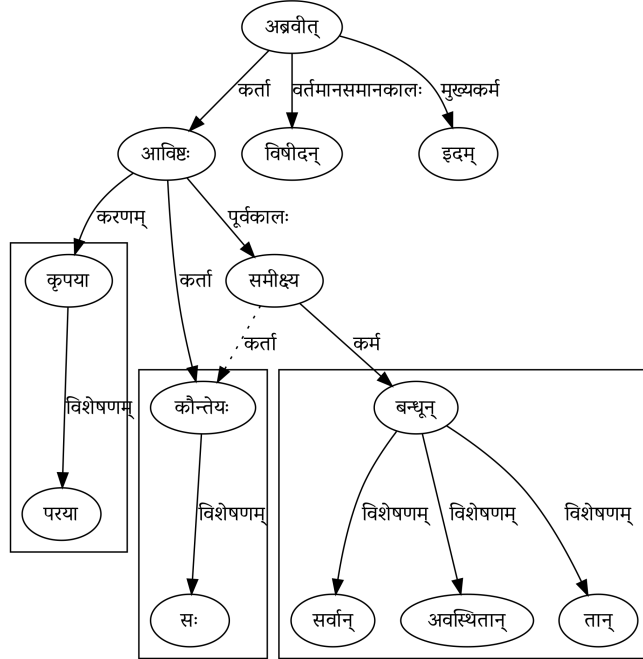 अब्रवीत्
कर्ता
वर्तमानसमानकालः
मुख्यकर्म
आविष्टः
विषीदन्
इदम्
करणम्
पूर्वकालः
कृपया
कर्ता
समीक्ष्य
कर्ता
कर्म
विशेषणम्
कौन्तेयः
बन्धून्
परया
विशेषणम्
विशेषणम्
विशेषणम्
विशेषणम्
सः
सर्वान्
अवस्थितान्
तान्